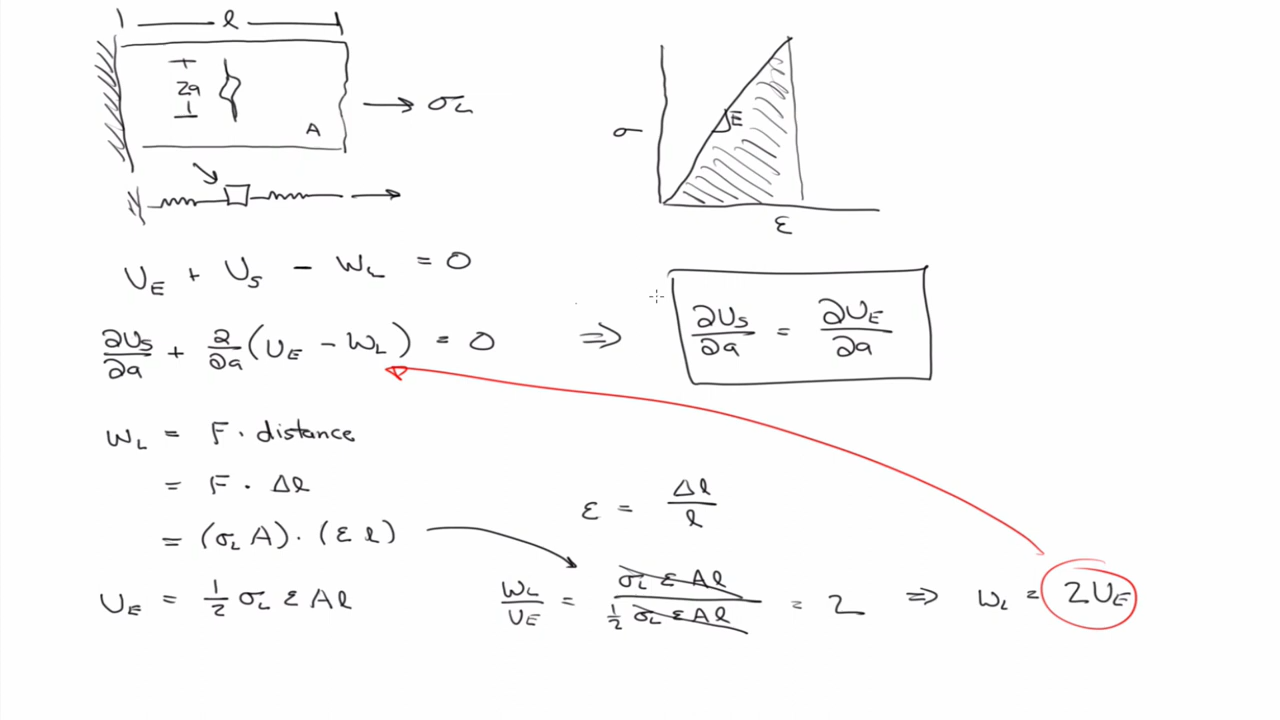 l
2a
A
→ σL
σ
E
ε
UE + US - WL = 0
∂US/∂a + ∂/∂a (UE - WL) = 0 ⇒ ∂US/∂a = ∂UE/∂a
WL = F · distance
= F · Δl
= (σL A) · (ε l)
ε = Δl/l
UE = 1/2 σL ε A l
WL/UE = σL ε A l / 1/2 σL ε A l = 2 ⇒ WL = 2UE